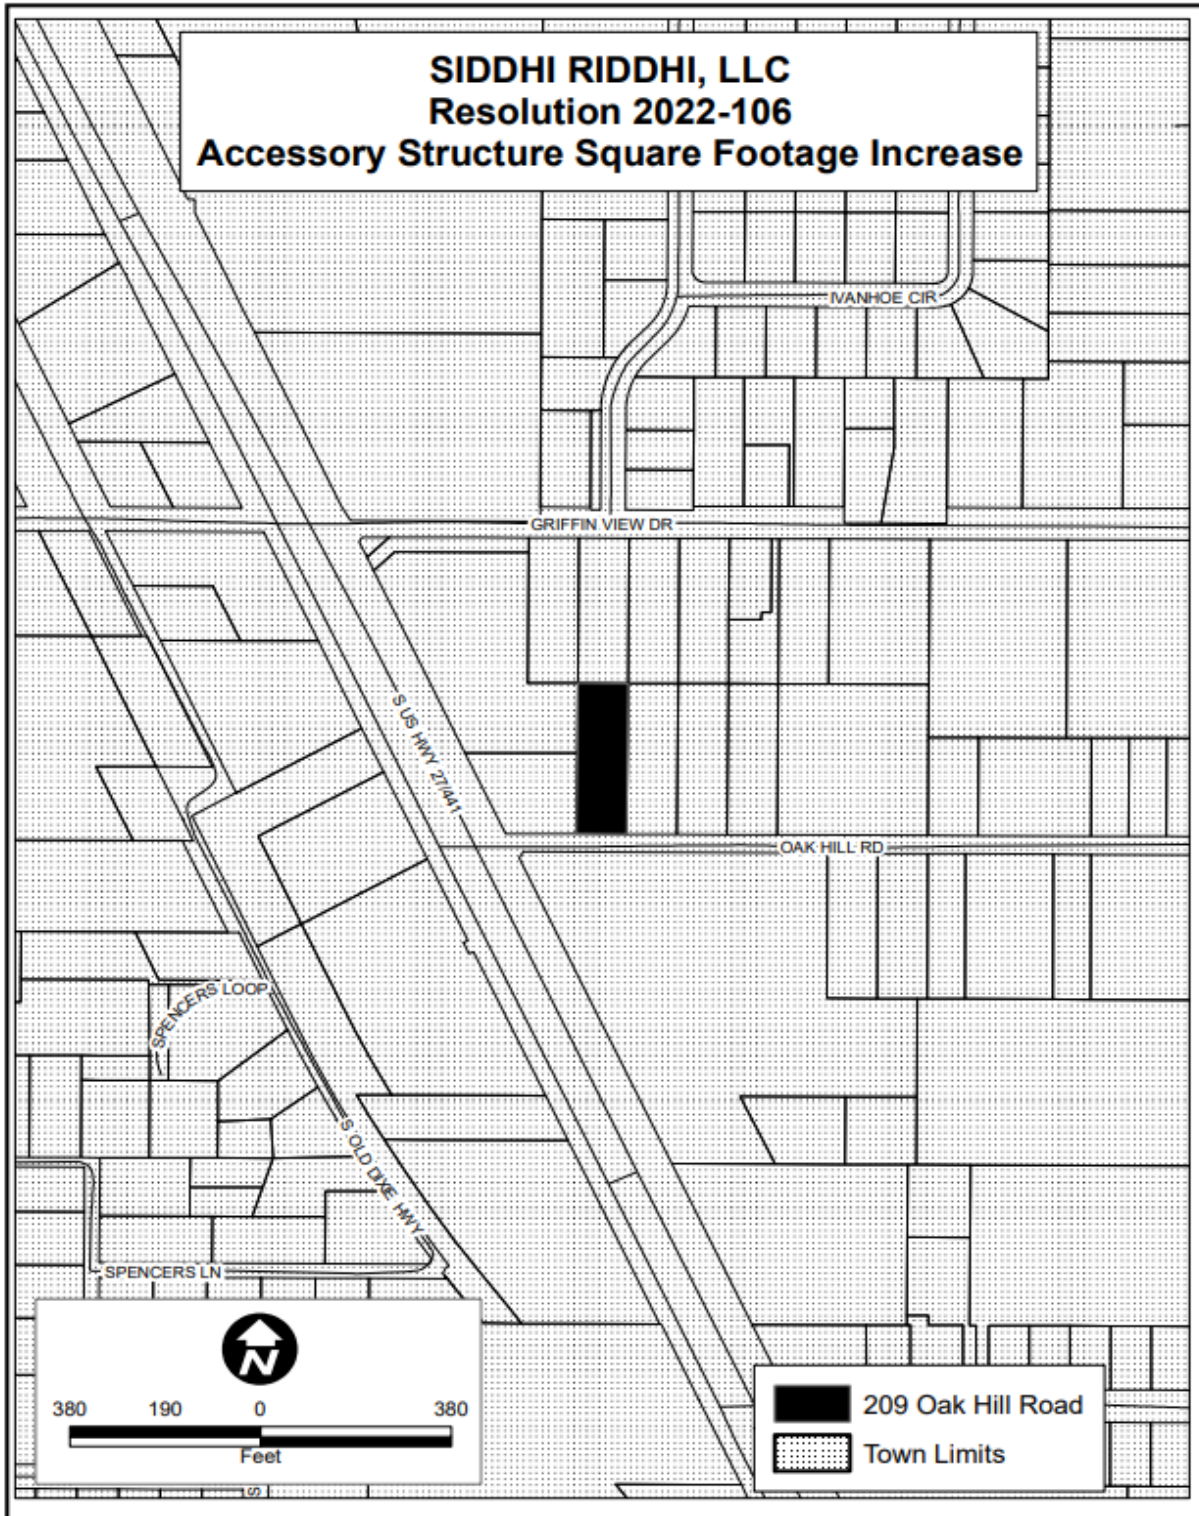 SIDDHI RIDDHI, LLC
Resolution 2022-106
Accessory Structure Square Footage Increase
IVANHOE CIR
GRIFFIN VIEW DR
S US HWY 27/441
OAK HILL RD
SPENCERS LOOP
S OLD DIXIE HWY
SPENCERS LN
N
380 190 0 380
Feet
S
209 Oak Hill Road
Town Limits